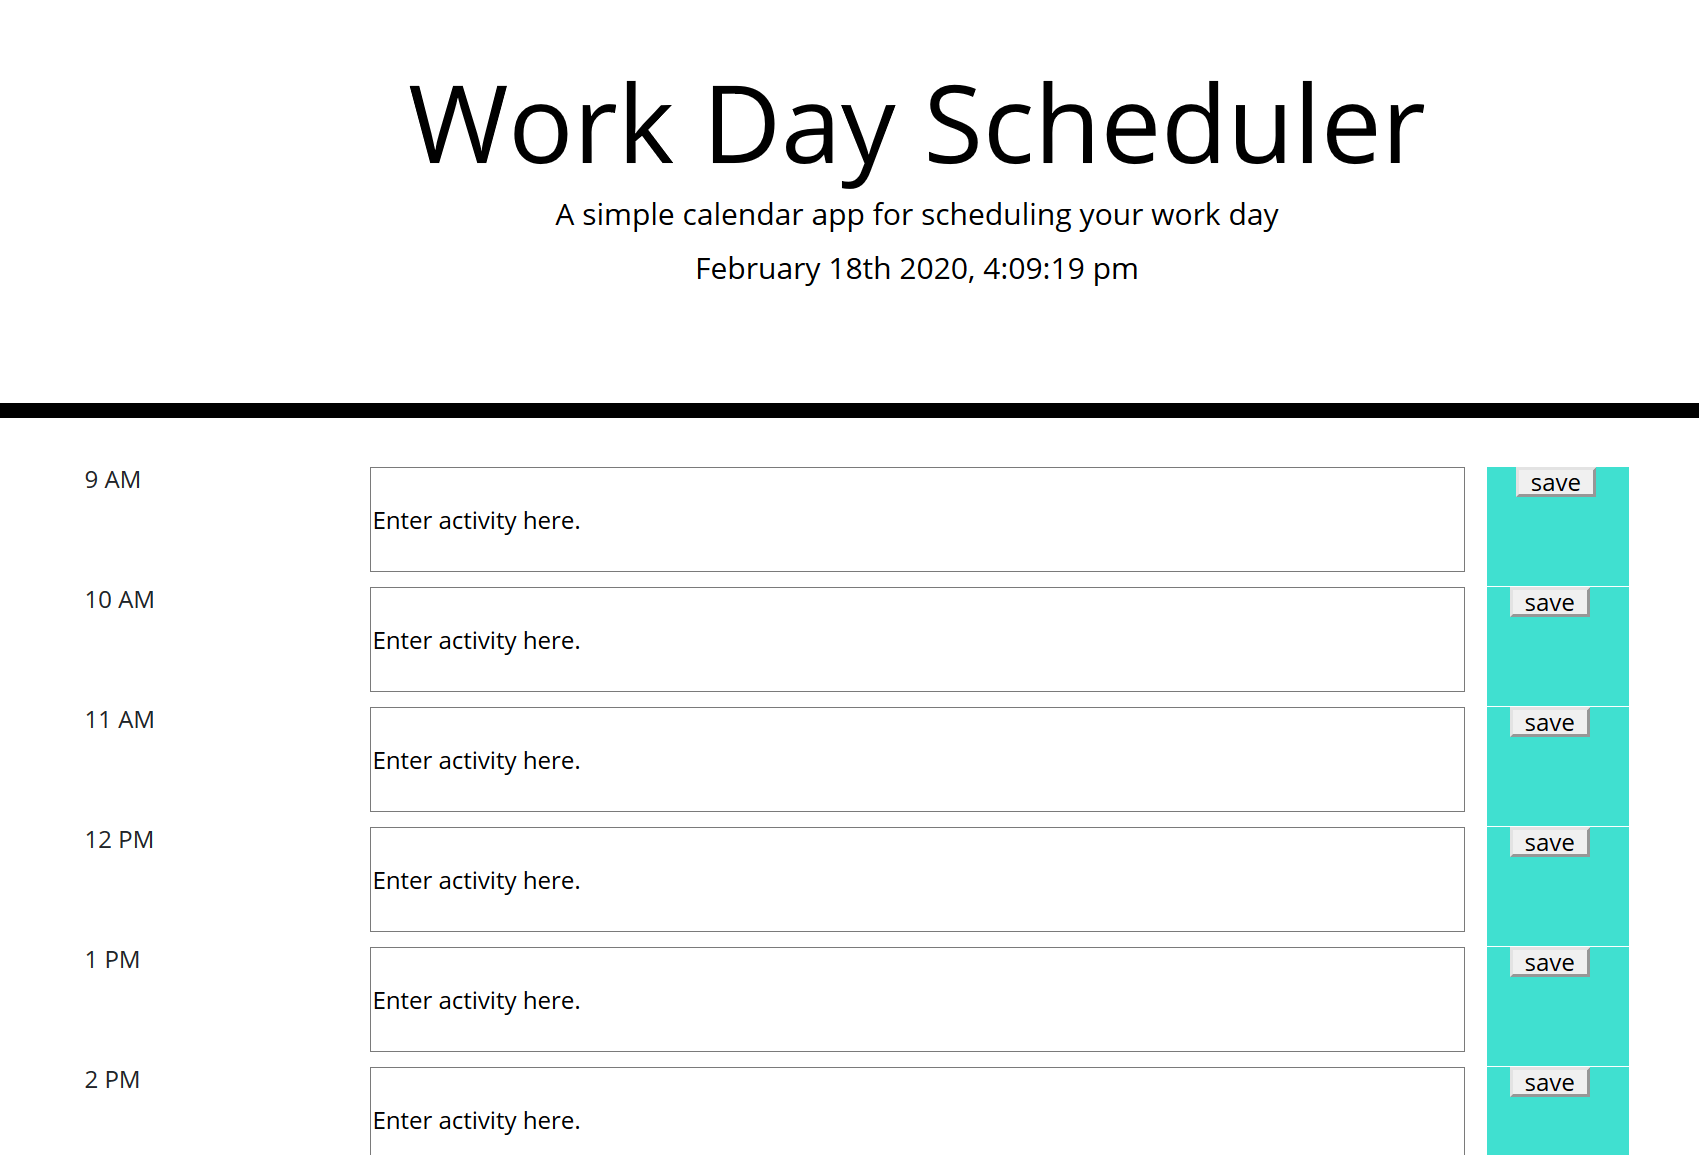 Work Day Scheduler
A simple calendar app for scheduling your work day
February 18th 2020, 4:09:19 pm
9 AM
Enter activity here.
save
10 AM
Enter activity here.
save
11 AM
Enter activity here.
save
12 PM
Enter activity here.
save
1 PM
Enter activity here.
save
2 PM
Enter activity here.
save